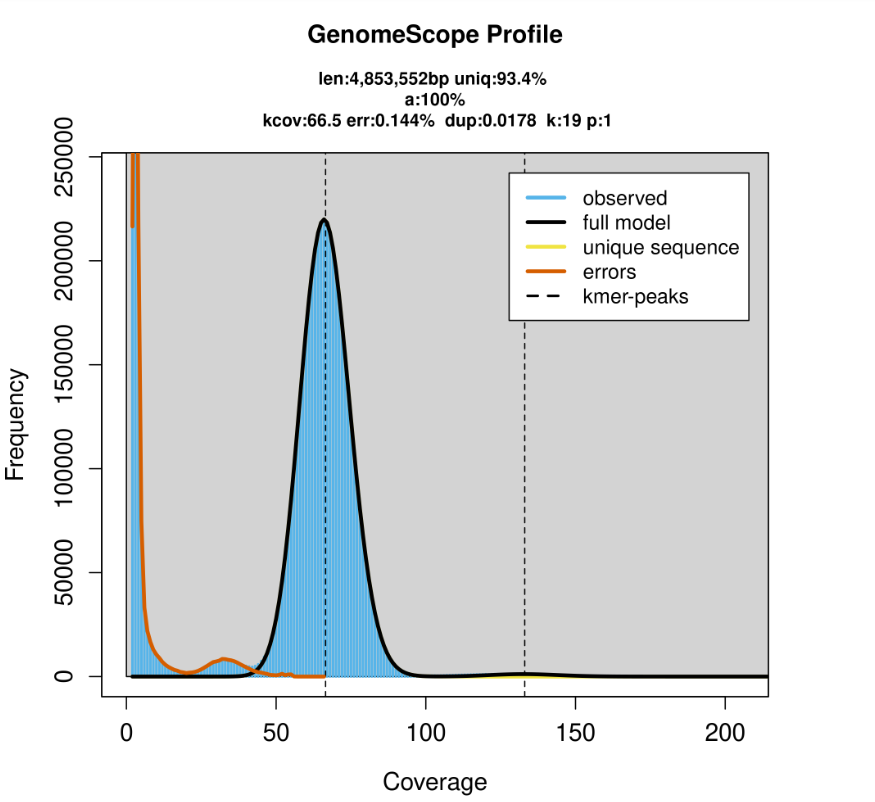 GenomeScope Profile
len:4,853,552bp uniq:93.4%
a:100%
kcov:66.5 err:0.144%  dup:0.0178  k:19 p:1
observed
full model
unique sequence
errors
kmer-peaks
Frequency
250000
200000
150000
100000
50000
0
0 50 100 150 200
Coverage